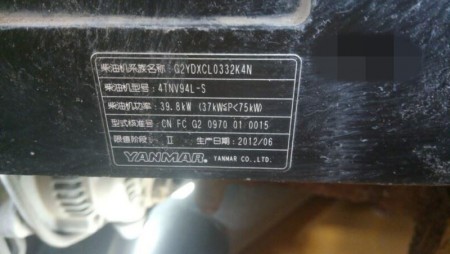 柴油机系族名称: G2YDXCL0332K4N
柴油机型号: 4TNV94L-S
柴油机功率: 39.8kW (37kW≦P<75kW)
型式核准号: CN FC G2 0970 01 0015
限值阶段: Ⅱ 生产日期: 2012/06
YANMAR YANMAR CO.,LTD.